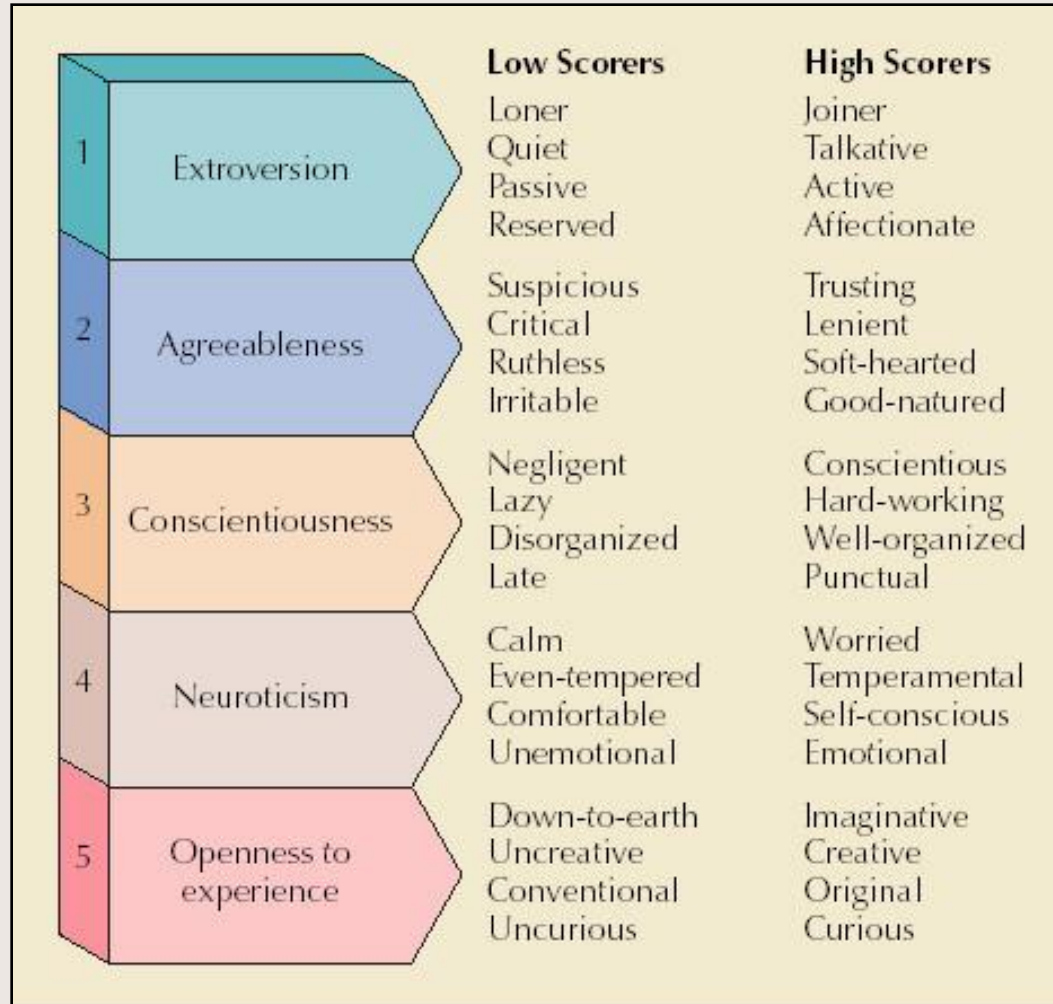 Low Scorers High Scorers
1 Extroversion
Loner Joiner
Quiet Talkative
Passive Active
Reserved Affectionate
2 Agreeableness
Suspicious Trusting
Critical Lenient
Ruthless Soft-hearted
Irritable Good-natured
3 Conscientiousness
Negligent Conscientious
Lazy Hard-working
Disorganized Well-organized
Late Punctual
4 Neuroticism
Calm Worried
Even-tempered Temperamental
Comfortable Self-conscious
Unemotional Emotional
5 Openness to
experience
Down-to-earth Imaginative
Uncreative Creative
Conventional Original
Uncurious Curious